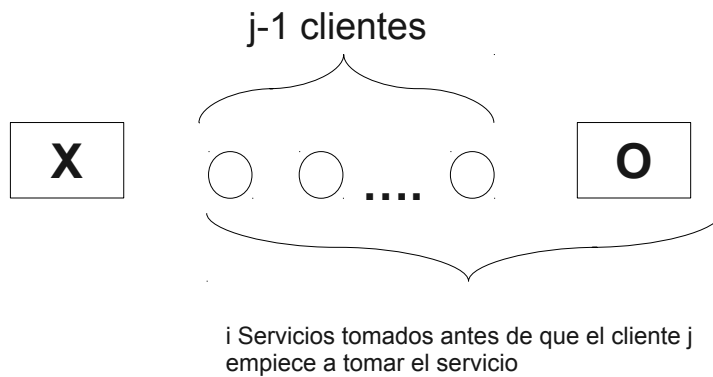 j-1 clientes
X
O
....
i Servicios tomados antes de que el cliente j
empiece a tomar el servicio